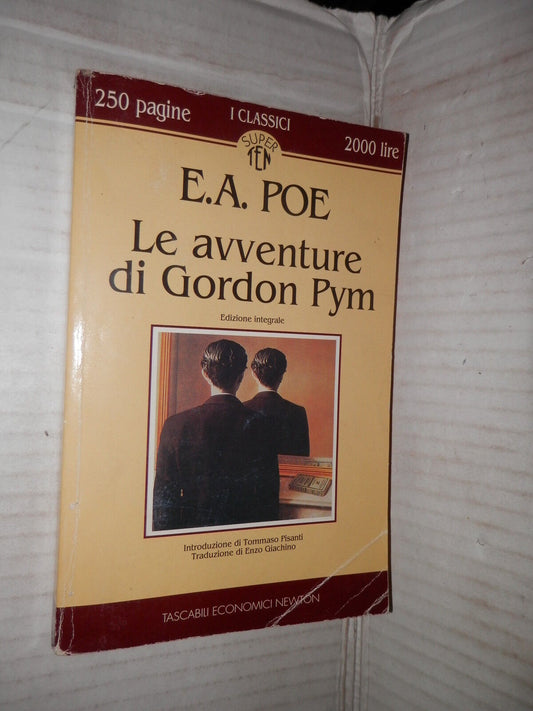 250 pagine
I CLASSICI
2000 lire
SUPER
TEN
E.A. POE
Le avventure
di Gordon Pym
Edizione integrale
Introduzione di Tommaso Pisanti
Traduzione di Enzo Giachino
TASCABILI ECONOMICI NEWTON